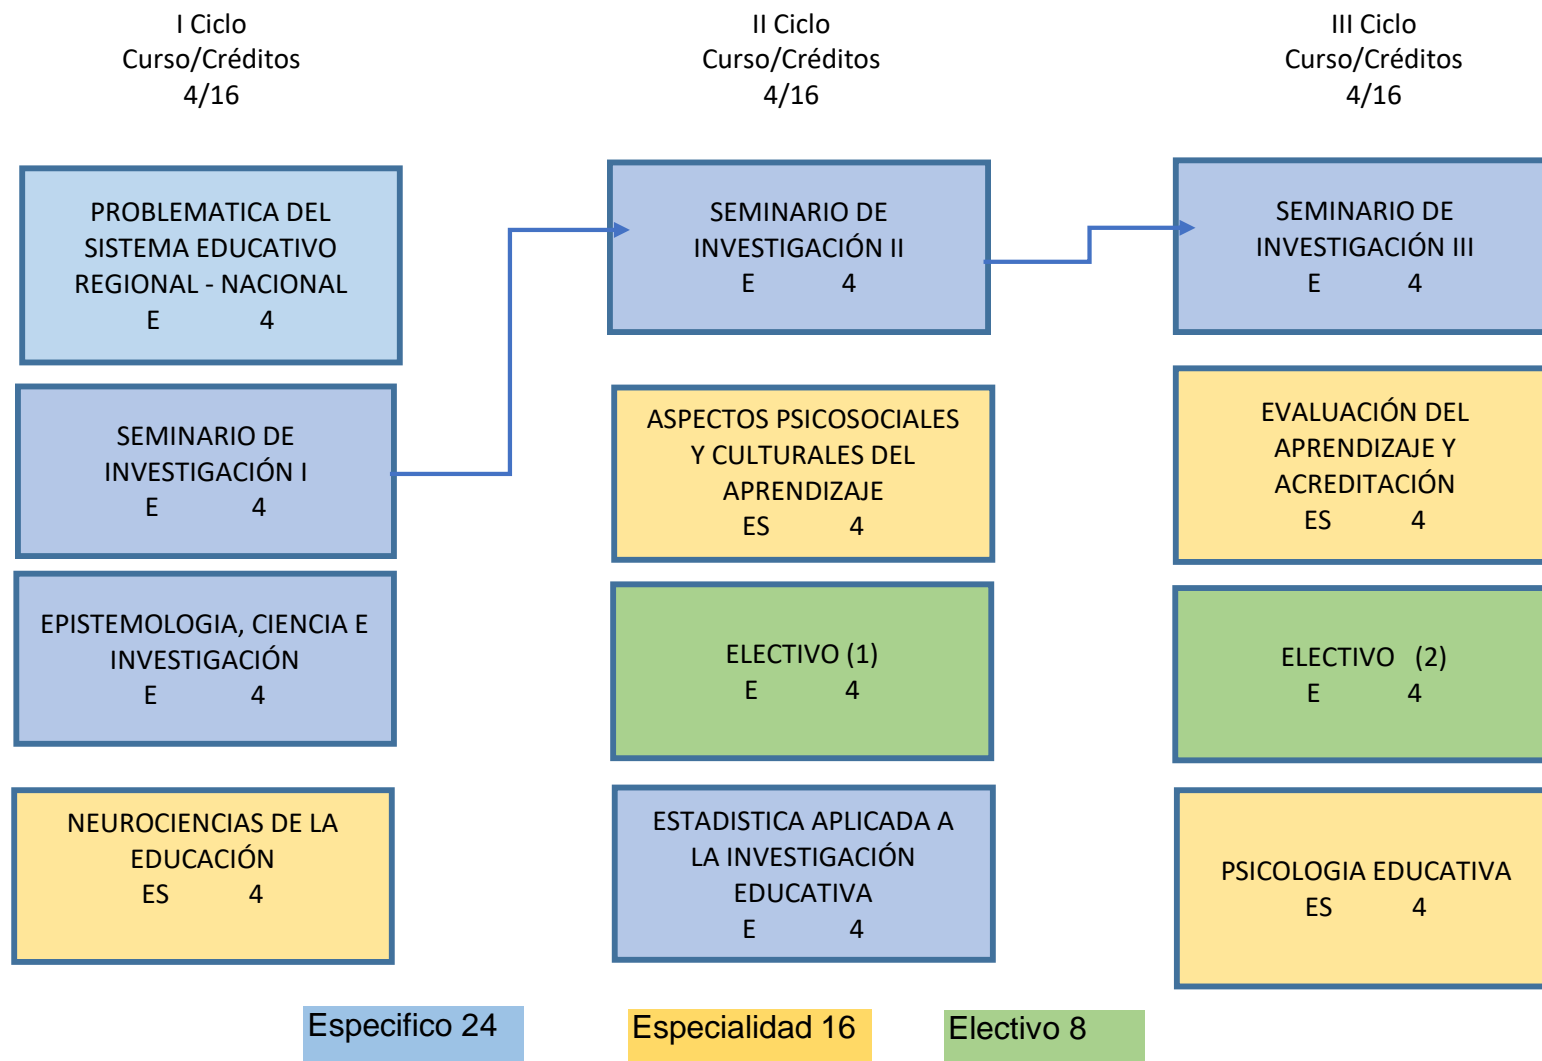 I Ciclo
Curso/Créditos
4/16
PROBLEMATICA DEL
SISTEMA EDUCATIVO
REGIONAL - NACIONAL
E 4
SEMINARIO DE
INVESTIGACIÓN I
E 4
EPISTEMOLOGIA, CIENCIA E
INVESTIGACIÓN
E 4
NEUROCIENCIAS DE LA
EDUCACIÓN
ES 4
II Ciclo
Curso/Créditos
4/16
SEMINARIO DE
INVESTIGACIÓN II
E 4
ASPECTOS PSICOSOCIALES
Y CULTURALES DEL
APRENDIZAJE
ES 4
ELECTIVO (1)
E 4
ESTADISTICA APLICADA A
LA INVESTIGACIÓN
EDUCATIVA
E 4
III Ciclo
Curso/Créditos
4/16
SEMINARIO DE
INVESTIGACIÓN III
E 4
EVALUACIÓN DEL
APRENDIZAJE Y
ACREDITACIÓN
ES 4
ELECTIVO (2)
E 4
PSICOLOGIA EDUCATIVA
ES 4
Especifico 24
Especialidad 16
Electivo 8